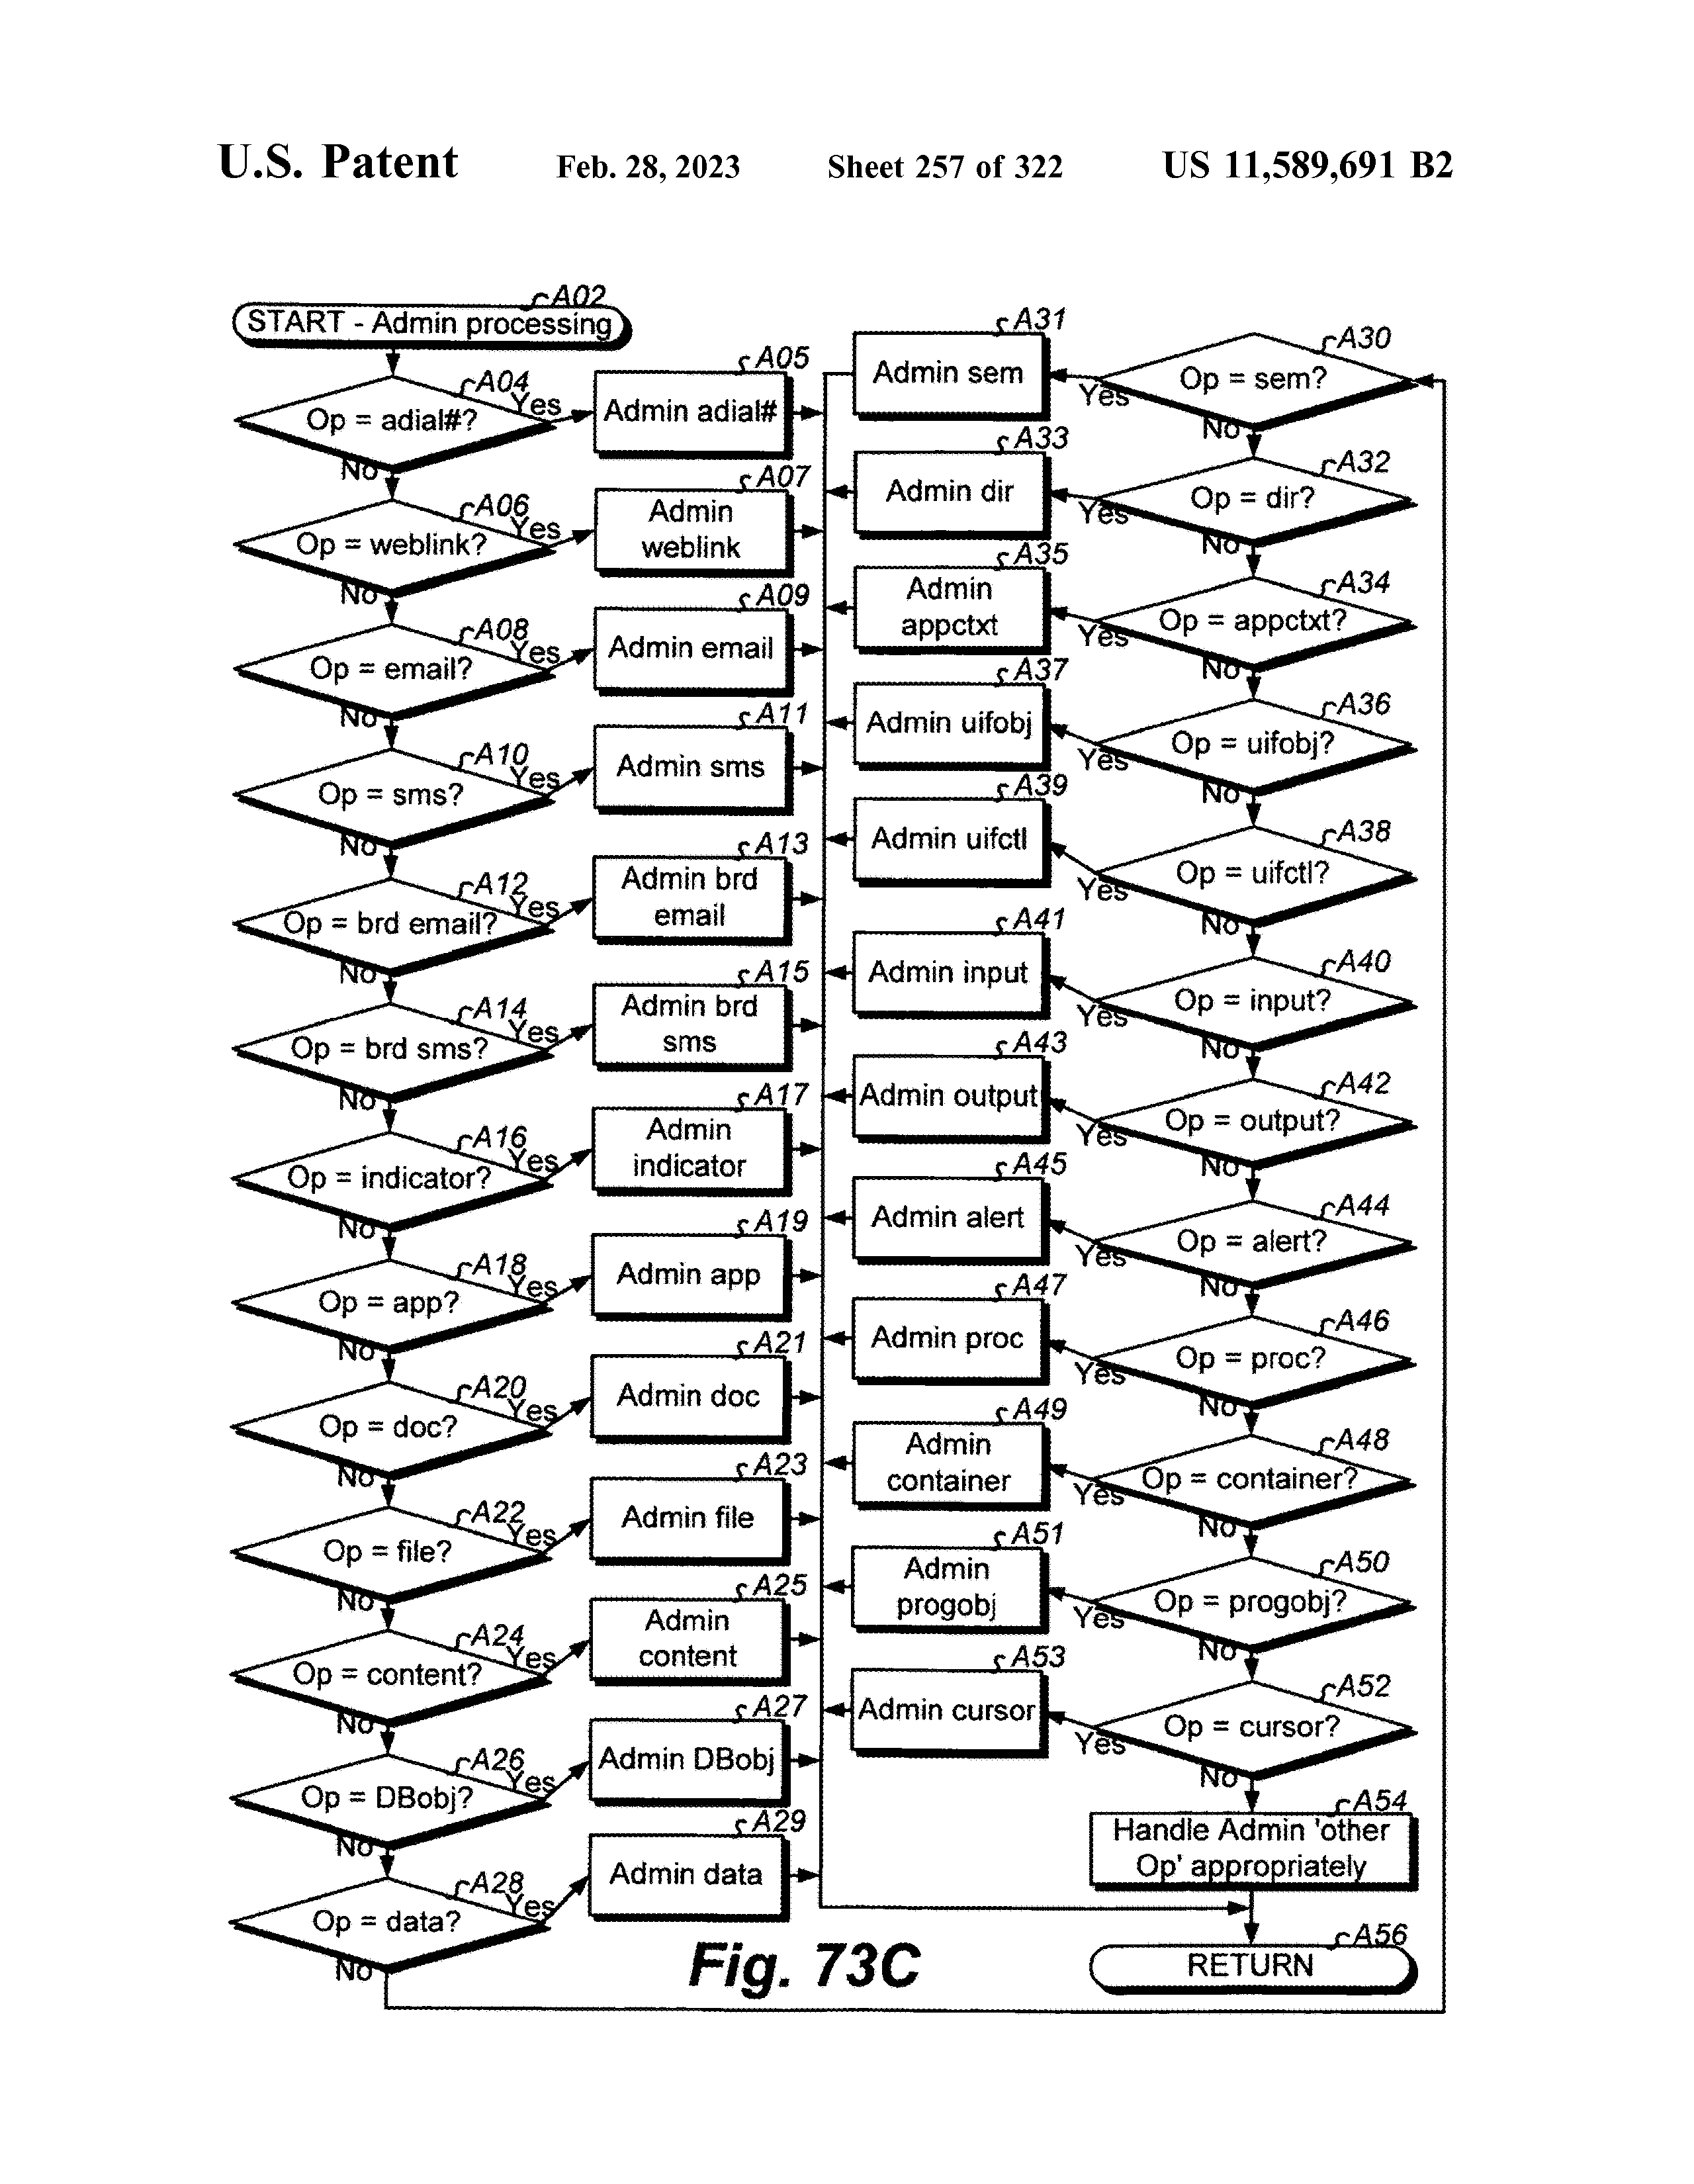 U.S. Patent Feb. 28, 2023 Sheet 257 of 322 US 11,589,691 B2
A02
START - Admin processing
A04
Op = adial#?
Yes
No
A05
Admin adial#
A06
Op = weblink?
Yes
No
A07
Admin
weblink
A08
Op = email?
Yes
No
A09
Admin email
A10
Op = sms?
Yes
No
A11
Admin sms
A12
Op = brd email?
Yes
No
A13
Admin brd
email
A14
Op = brd sms?
Yes
No
A15
Admin brd
sms
A16
Op = indicator?
Yes
No
A17
Admin
indicator
A18
Op = app?
Yes
No
A19
Admin app
A20
Op = doc?
Yes
No
A21
Admin doc
A22
Op = file?
Yes
No
A23
Admin file
A24
Op = content?
Yes
No
A25
Admin
content
A26
Op = DBobj?
Yes
No
A27
Admin DBobj
A28
Op = data?
Yes
No
A29
Admin data
A30
Op = sem?
Yes
No
A31
Admin sem
A32
Op = dir?
Yes
No
A33
Admin dir
A34
Op = appctxt?
Yes
No
A35
Admin
appctxt
A36
Op = uifobj?
Yes
No
A37
Admin uifobj
A38
Op = uifctl?
Yes
No
A39
Admin uifctl
A40
Op = input?
Yes
No
A41
Admin input
A42
Op = output?
Yes
No
A43
Admin output
A44
Op = alert?
Yes
No
A45
Admin alert
A46
Op = proc?
Yes
No
A47
Admin proc
A48
Op = container?
Yes
No
A49
Admin
container
A50
Op = progobj?
Yes
No
A51
Admin
progobj
A52
Op = cursor?
Yes
No
A53
Admin cursor
A54
Handle Admin 'other
Op' appropriately
A56
RETURN
Fig. 73C